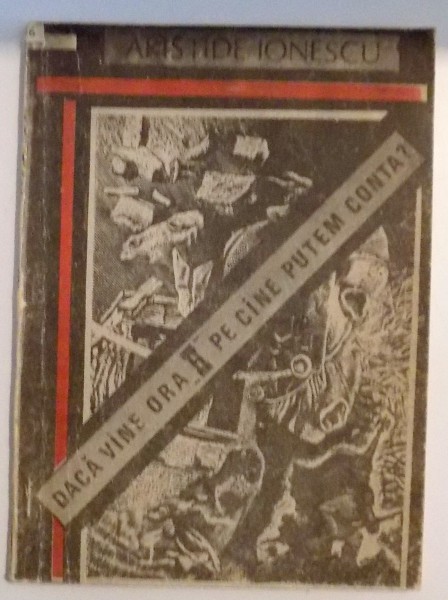 ARISTIDE IONESCU
DACĂ VINE ORA "H" PE CINE PUTEM CONTA?